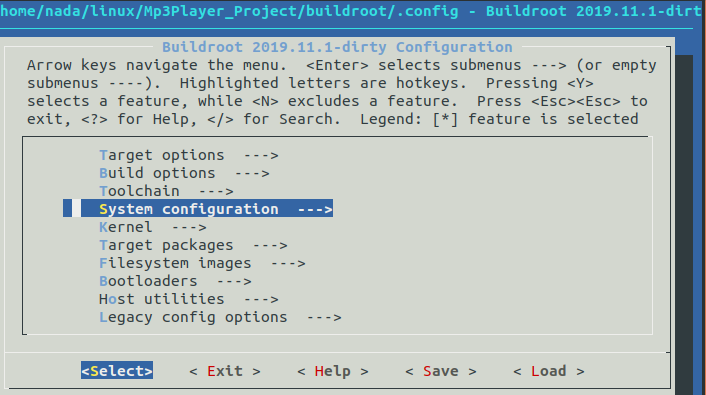 home/nada/linux/Mp3Player_Project/buildroot/.config - Buildroot 2019.11.1-dirt
Buildroot 2019.11.1-dirty Configuration
Arrow keys navigate the menu.  <Enter> selects submenus ---> (or empty
submenus ----).  Highlighted letters are hotkeys.  Pressing <Y>
selects a feature, while <N> excludes a feature.  Press <Esc><Esc> to
exit, <?> for Help, </> for Search.  Legend: [*] feature is selected
Target options  --->
Build options  --->
Toolchain  --->
System configuration  --->
Kernel  --->
Target packages  --->
Filesystem images  --->
Bootloaders  --->
Host utilities  --->
Legacy config options  --->
<Select>    < Exit >    < Help >    < Save >    < Load >